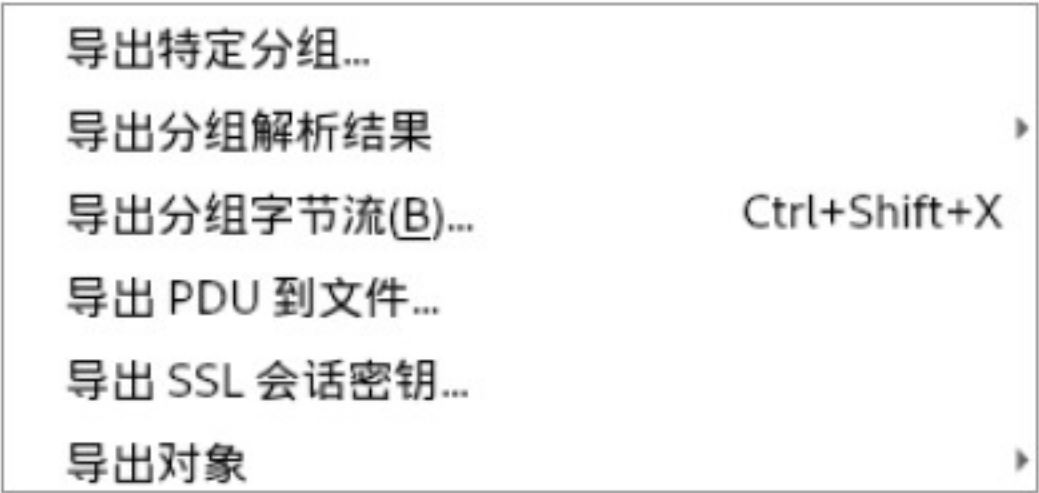 导出特定分组...
导出分组解析结果
导出分组字节流(B)... Ctrl+Shift+X
导出 PDU 到文件...
导出 SSL 会话密钥...
导出对象